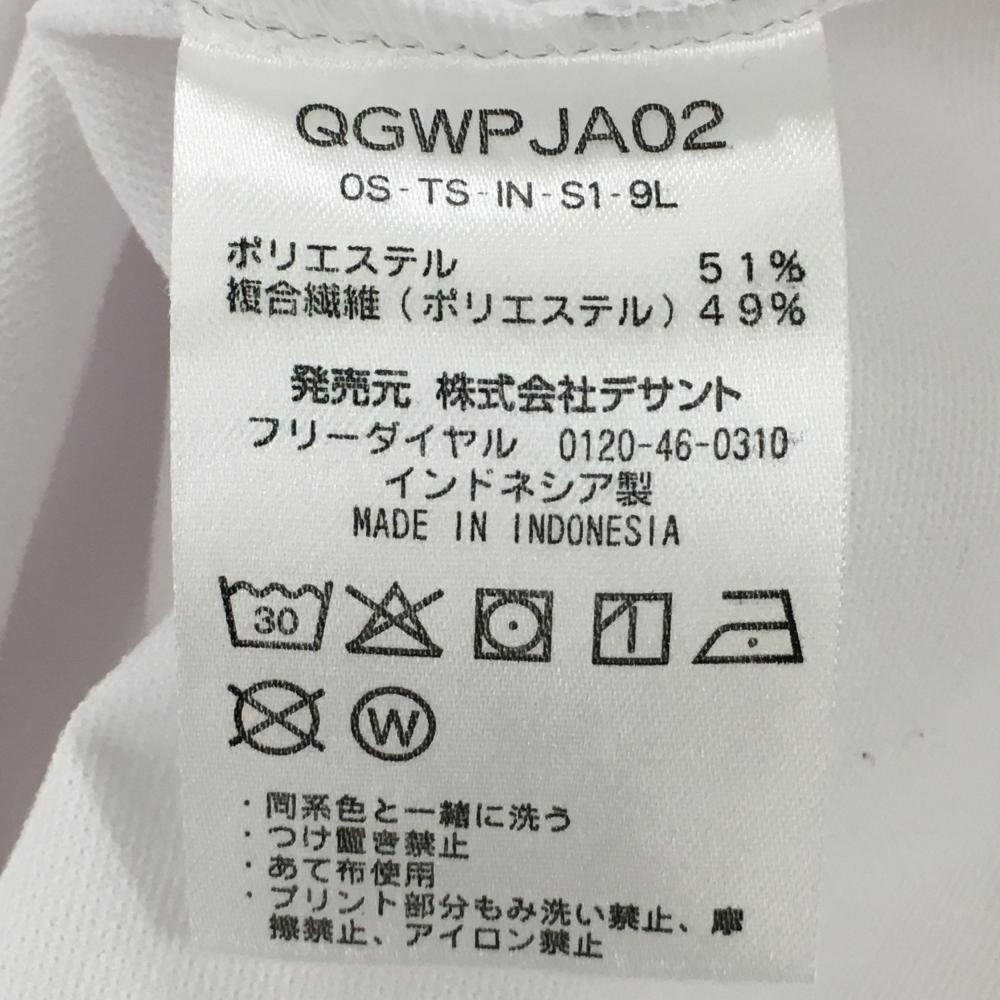 QGWPJA02
OS-TS-IN-S1-9L
ポリエステル 51%
複合繊維(ポリエステル)49%
発売元 株式会社デサント
フリーダイヤル 0120-46-0310
インドネシア製
MADE IN INDONESIA
30
W
・同系色と一緒に洗う
・つけ置き禁止
・あて布使用
・プリント部分もみ洗い禁止、摩
擦禁止、アイロン禁止